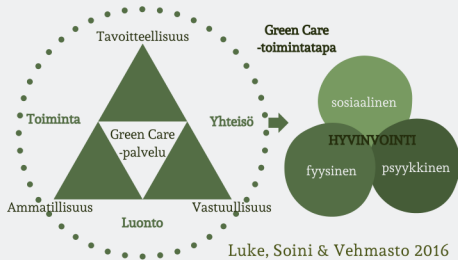 Tavoitteellisuus
Green Care
-toimintatapa
Toiminta
Yhteisö
Green Care
-palvelu
sosiaalinen
HYVINVOINTI
fyysinen
psyykkinen
Ammatillisuus
Vastuullisuus
Luonto
Luke, Soini & Vehmasto 2016